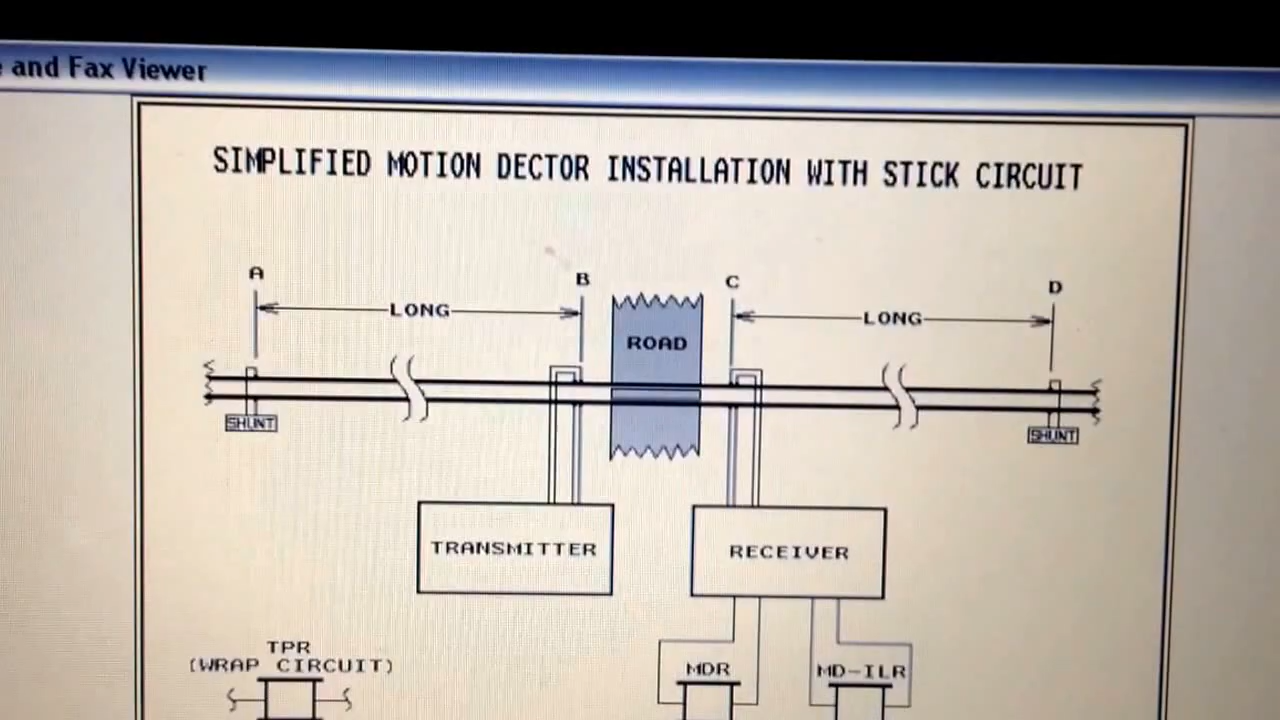 and Fax Viewer
SIMPLIFIED MOTION DECTOR INSTALLATION WITH STICK CIRCUIT
A
B
C
D
LONG
LONG
ROAD
SHUNT
SHUNT
TRANSMITTER
RECEIVER
TPR
(WRAP CIRCUIT)
MDR
MD-ILR